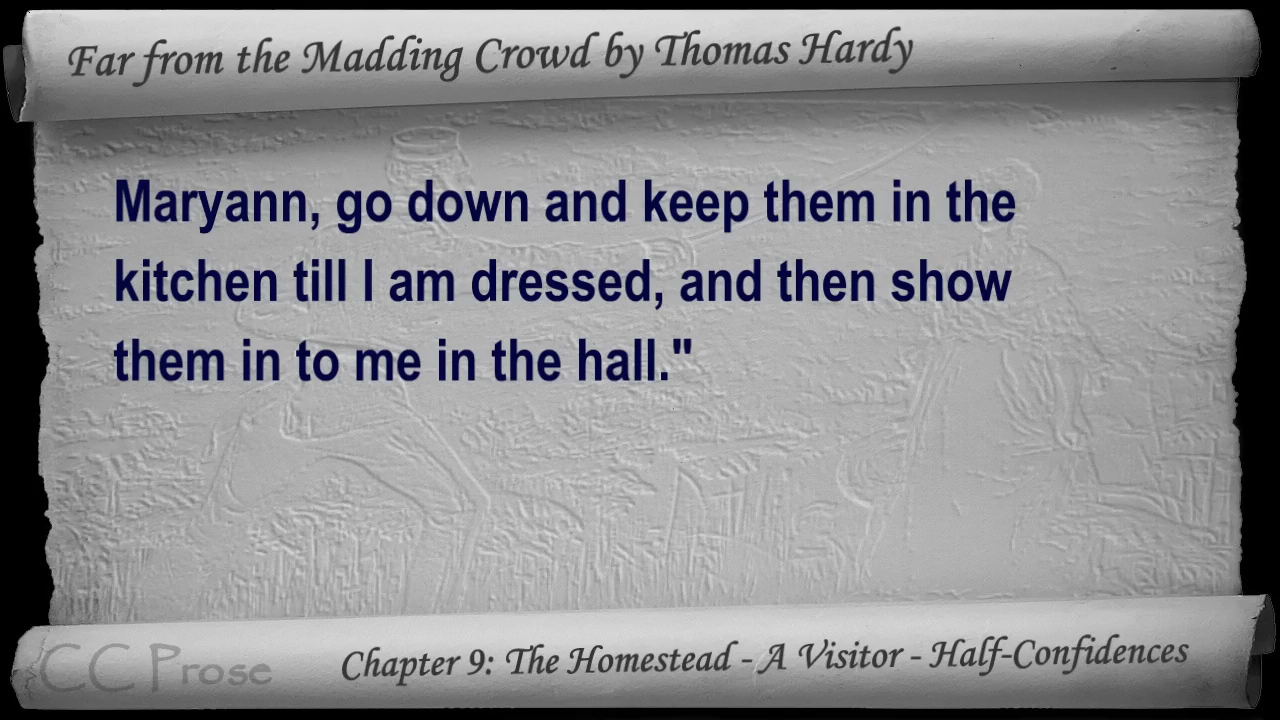 Far from the Madding Crowd by Thomas Hardy
Maryann, go down and keep them in the
kitchen till I am dressed, and then show
them in to me in the hall."
CC Prose
Chapter 9: The Homestead - A Visitor - Half-Confidences